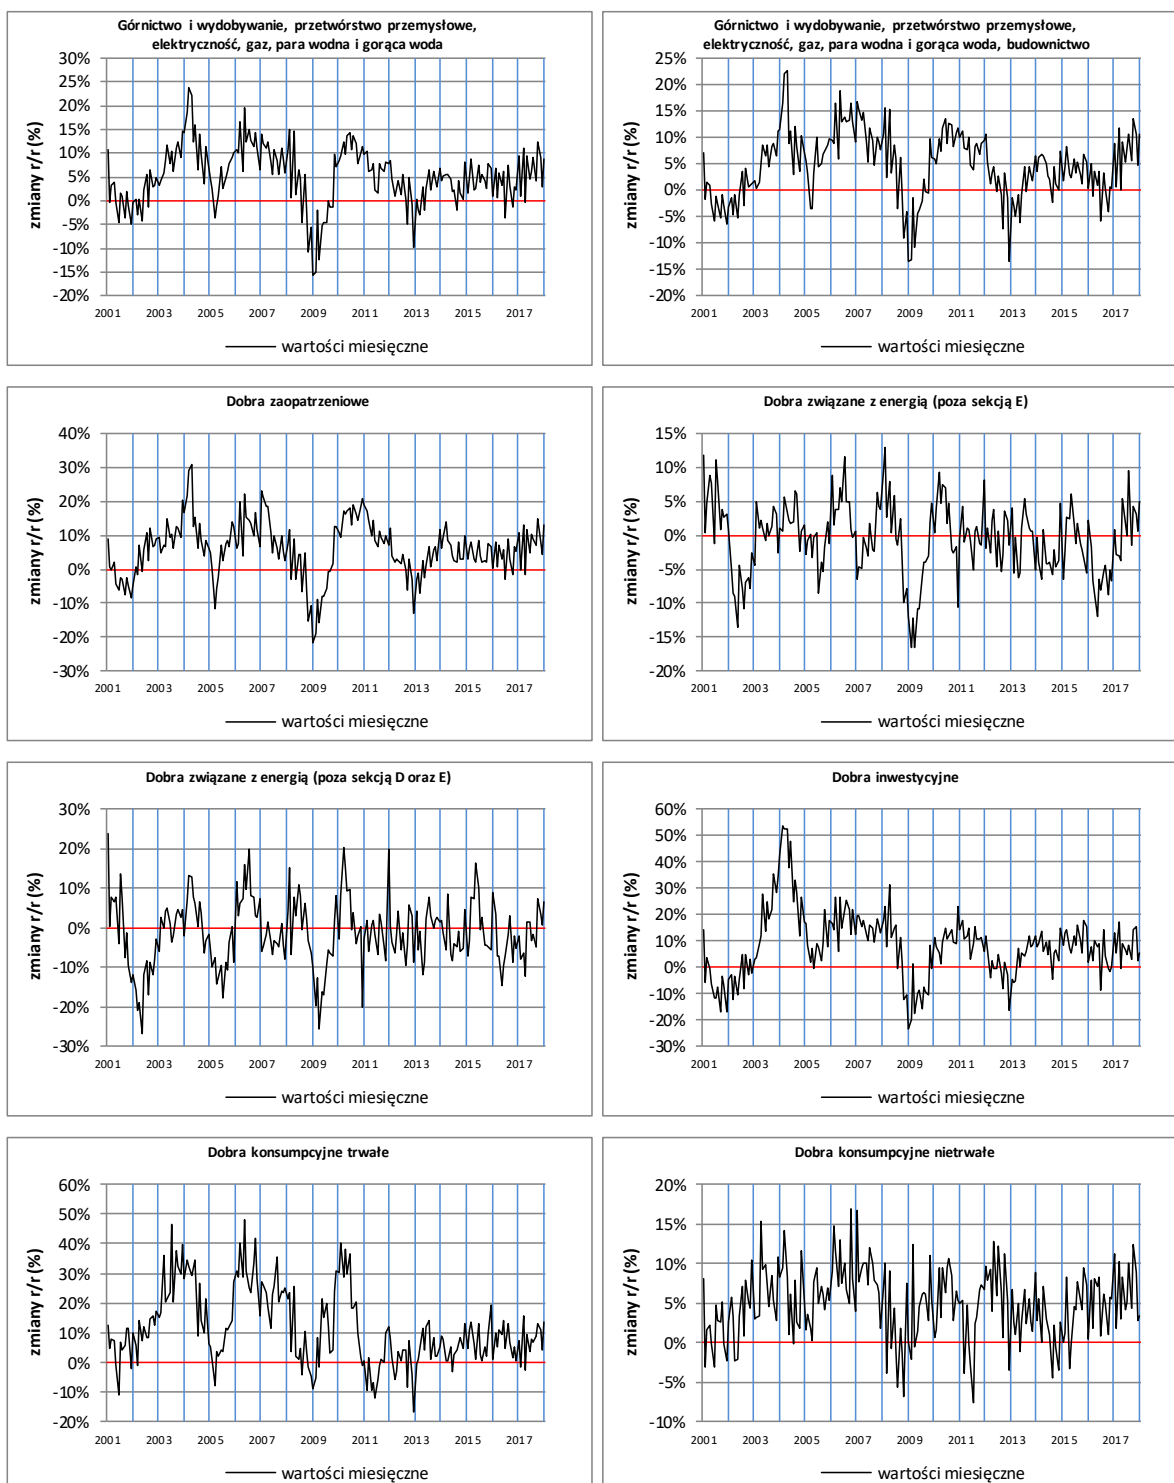 Górnictwo i wydobywanie, przetwórstwo przemysłowe,
elektryczność, gaz, para wodna i gorąca woda
zmiany r/r (%)
30%
25%
20%
15%
10%
5%
0%
-5%
-10%
-15%
-20%
2001 2003 2005 2007 2009 2011 2013 2015 2017
wartości miesięczne
Górnictwo i wydobywanie, przetwórstwo przemysłowe,
elektryczność, gaz, para wodna i gorąca woda, budownictwo
zmiany r/r (%)
25%
20%
15%
10%
5%
0%
-5%
-10%
-15%
-20%
2001 2003 2005 2007 2009 2011 2013 2015 2017
wartości miesięczne
Dobra zaopatrzeniowe
zmiany r/r (%)
40%
30%
20%
10%
0%
-10%
-20%
-30%
2001 2003 2005 2007 2009 2011 2013 2015 2017
wartości miesięczne
Dobra związane z energią (poza sekcją E)
zmiany r/r (%)
15%
10%
5%
0%
-5%
-10%
-15%
-20%
2001 2003 2005 2007 2009 2011 2013 2015 2017
wartości miesięczne
Dobra związane z energią (poza sekcją D oraz E)
zmiany r/r (%)
30%
20%
10%
0%
-10%
-20%
-30%
2001 2003 2005 2007 2009 2011 2013 2015 2017
wartości miesięczne
Dobra inwestycyjne
zmiany r/r (%)
60%
50%
40%
30%
20%
10%
0%
-10%
-20%
-30%
2001 2003 2005 2007 2009 2011 2013 2015 2017
wartości miesięczne
Dobra konsumpcyjne trwałe
zmiany r/r (%)
60%
50%
40%
30%
20%
10%
0%
-10%
-20%
2001 2003 2005 2007 2009 2011 2013 2015 2017
wartości miesięczne
Dobra konsumpcyjne nietrwałe
zmiany r/r (%)
20%
15%
10%
5%
0%
-5%
-10%
2001 2003 2005 2007 2009 2011 2013 2015 2017
wartości miesięczne